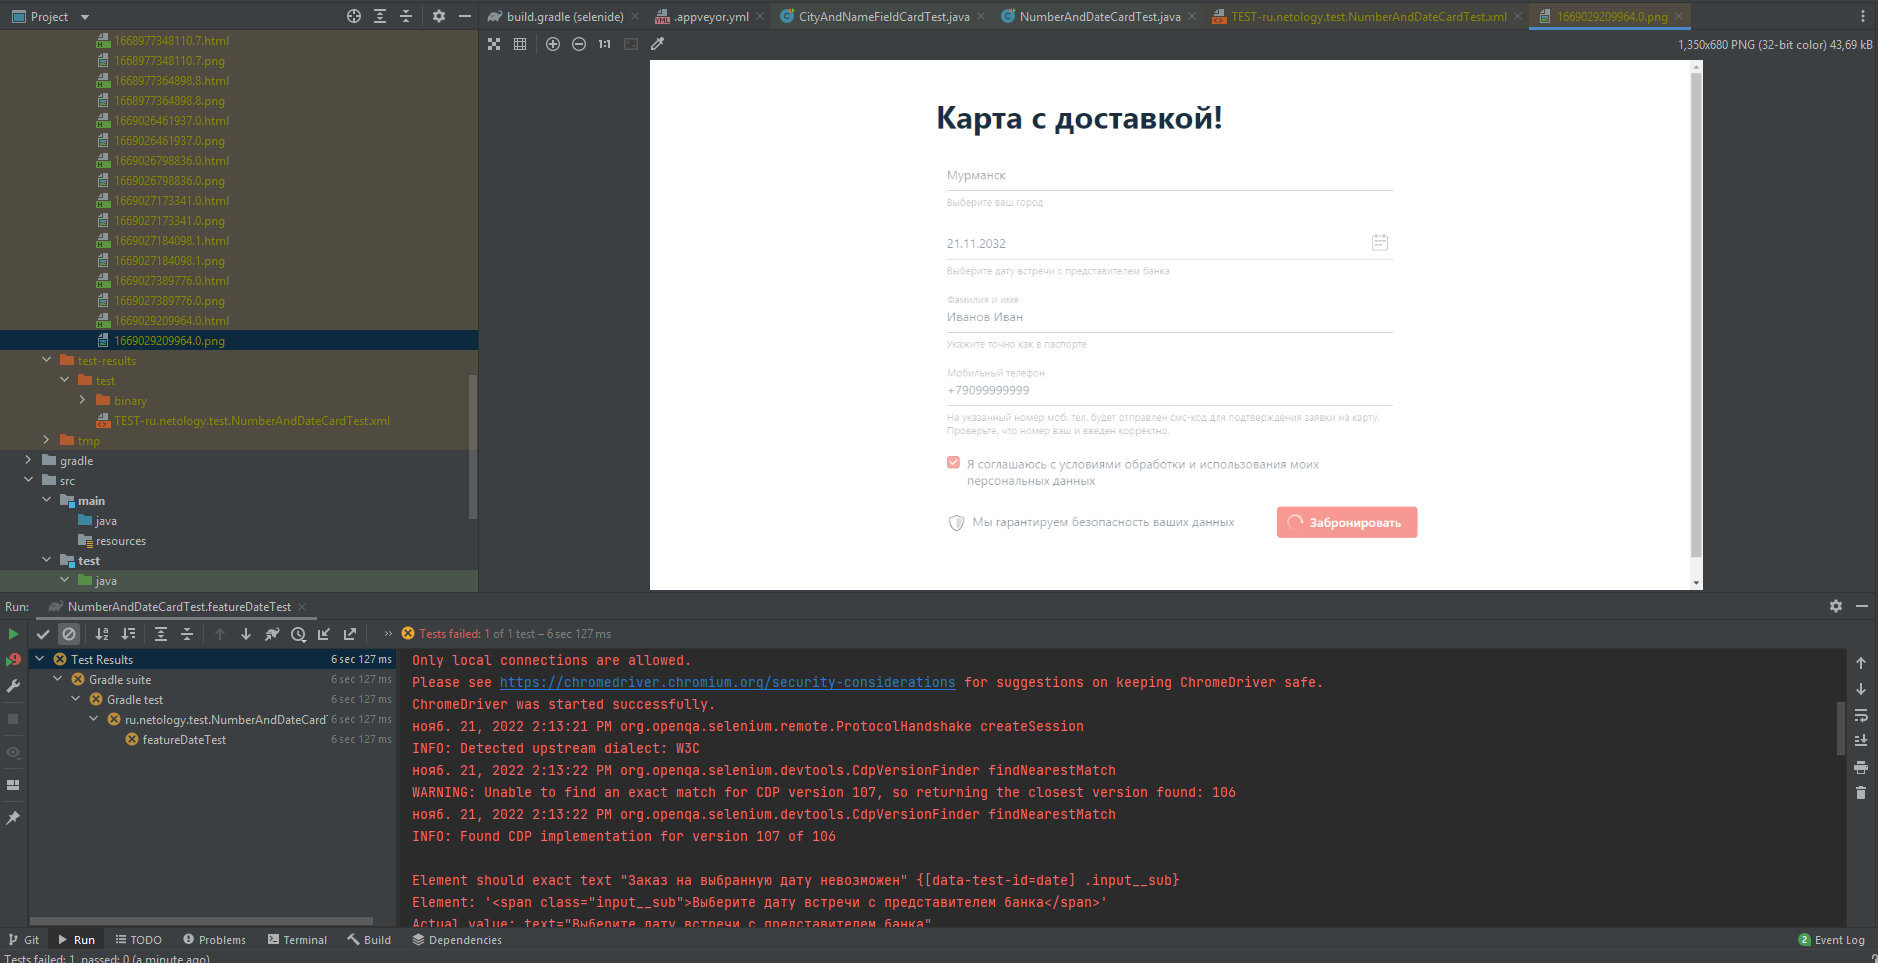 Project
build.gradle (selenide)
.appveyor.yml
CityAndNameFieldCardTest.java
NumberAndDateCardTest.java
TEST-ru.netology.test.NumberAndDateCardTest.xml
1669029209964.0.png
1:1
1,350x680 PNG (32-bit color) 43,69 kB
1668977348110.7.html
1668977348110.7.png
1668977364898.8.html
1668977364898.8.png
1669026461937.0.html
1669026461937.0.png
1669026798836.0.html
1669026798836.0.png
1669027173341.0.html
1669027173341.0.png
1669027184098.1.html
1669027184098.1.png
1669027389776.0.html
1669027389776.0.png
1669029209964.0.html
1669029209964.0.png
test-results
test
binary
TEST-ru.netology.test.NumberAndDateCardTest.xml
tmp
gradle
src
main
java
resources
test
java
Карта с доставкой!
Мурманск
Выберите ваш город
21.11.2032
Выберите дату встречи с представителем банка
Фамилия и имя
Иванов Иван
Укажите точно как в паспорте
Мобильный телефон
+79099999999
На указанный номер моб. тел. будет отправлен смс-код для подтверждения заявки на карту.
Проверьте, что номер ваш и введен корректно.
Я соглашаюсь с условиями обработки и использования моих
персональных данных
Мы гарантируем безопасность ваших данных
Забронировать
Run:
NumberAndDateCardTest.featureDateTest
Tests failed: 1 of 1 test – 6 sec 127 ms
Test Results 6 sec 127 ms
Gradle suite 6 sec 127 ms
Gradle test 6 sec 127 ms
ru.netology.test.NumberAndDateCardT 6 sec 127 ms
featureDateTest 6 sec 127 ms
Only local connections are allowed.
Please see https://chromedriver.chromium.org/security-considerations for suggestions on keeping ChromeDriver safe.
ChromeDriver was started successfully.
нояб. 21, 2022 2:13:21 PM org.openqa.selenium.remote.ProtocolHandshake createSession
INFO: Detected upstream dialect: W3C
нояб. 21, 2022 2:13:22 PM org.openqa.selenium.devtools.CdpVersionFinder findNearestMatch
WARNING: Unable to find an exact match for CDP version 107, so returning the closest version found: 106
нояб. 21, 2022 2:13:22 PM org.openqa.selenium.devtools.CdpVersionFinder findNearestMatch
INFO: Found CDP implementation for version 107 of 106
Element should exact text "Заказ на выбранную дату невозможен" {[data-test-id=date] .input__sub}
Element: '<span class="input__sub">Выберите дату встречи с представителем банка</span>'
Actual value: text="Выберите дату встречи с представителем банка"
Git
Run
TODO
Problems
Terminal
Build
Dependencies
2 Event Log
Tests failed: 1, passed: 0 (a minute ago)